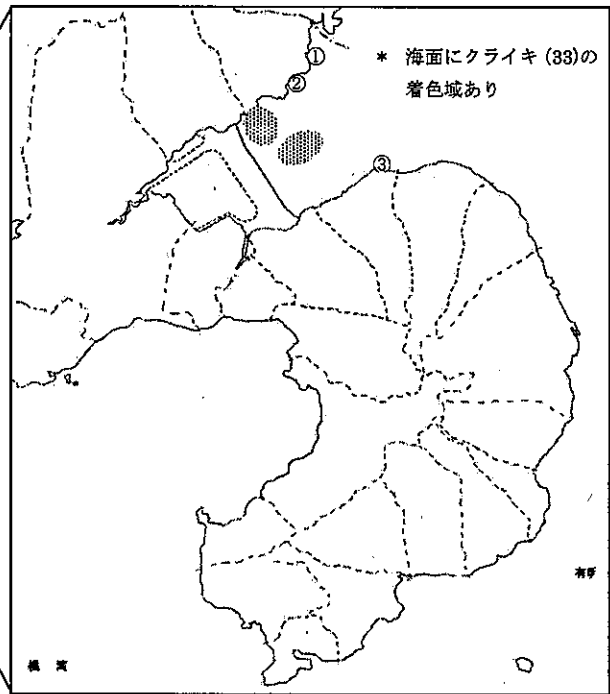 ①
②
* 海面にクライキ(33)の
着色域あり
③
有明
橘湾